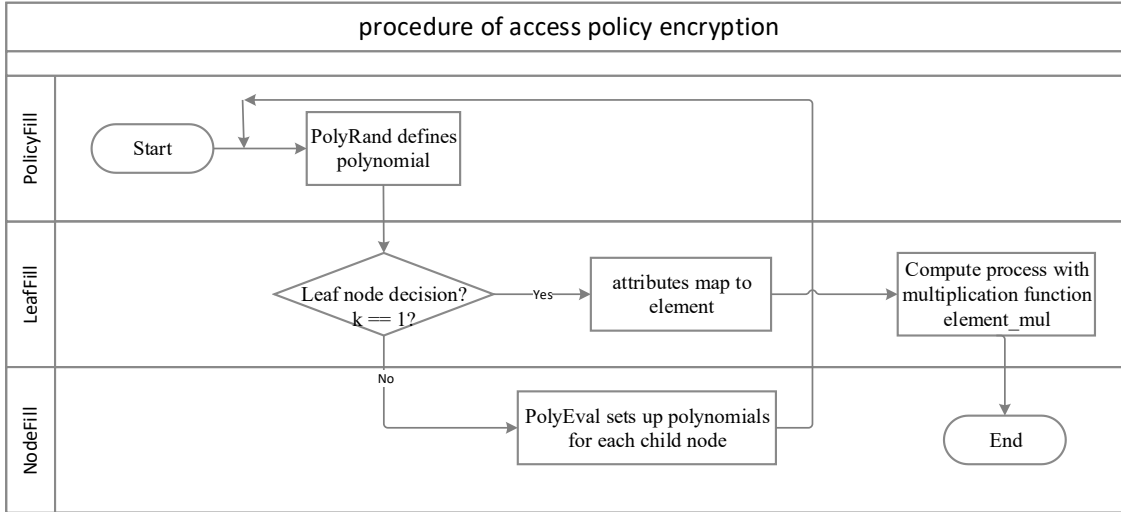 procedure of access policy encryption
PolicyFill
Start
PolyRand defines
polynomial
LeafFill
Leaf node decision?
k == 1?
Yes
attributes map to
element
Compute process with
multiplication function
element_mul
No
NodeFill
PolyEval sets up polynomials
for each child node
End